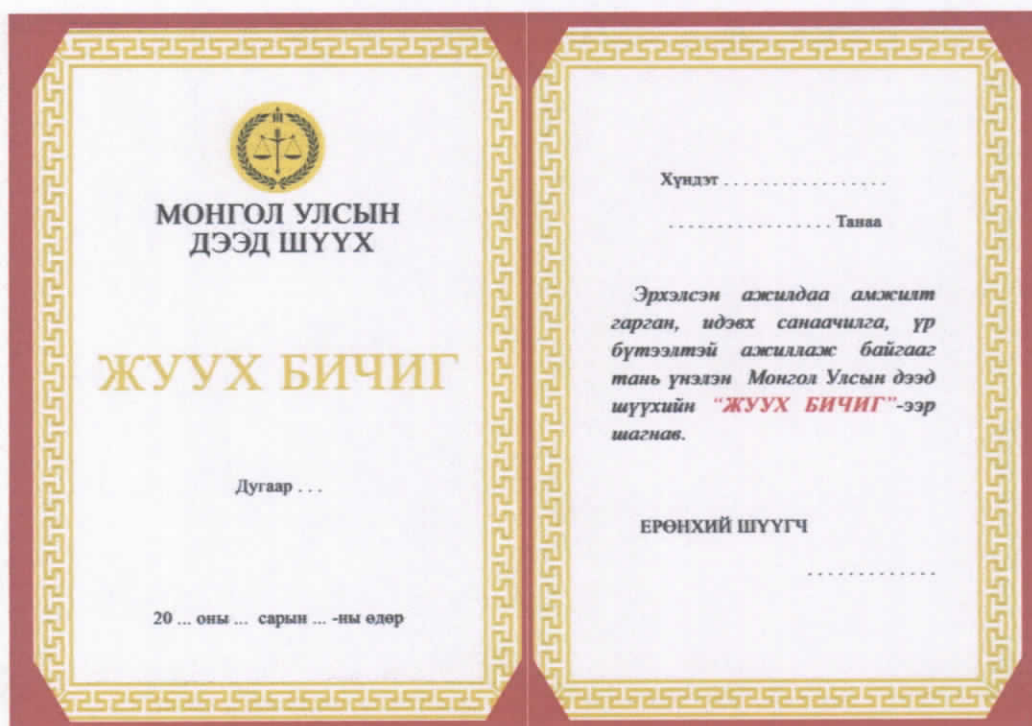 МОНГОЛ УЛСЫН
ДЭЭД ШҮҮХ
ЖУУХ БИЧИГ
Дугаар . . .
20 ... оны ... сарын ... -ны өдөр
Хүндэт . . . . . . . . . . . . . . . . .
. . . . . . . . . . . . . . . . . Танаа
Эрхэлсэн ажилдаа амжилт
гарган, идэвх санаачилга, үр
бүтээлтэй ажиллаж байгааг
тань үнэлэн Монгол Улсын дээд
шүүхийн “ЖУУХ БИЧИГ”-ээр
шагнав.
ЕРӨНХИЙ ШҮҮГЧ
. . . . . . . . . . . . .